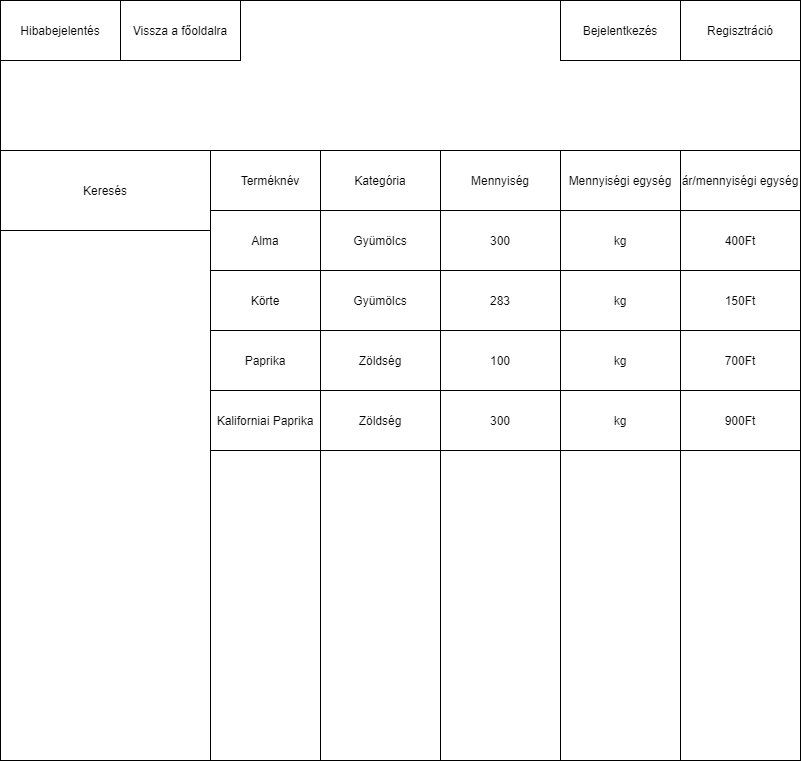 Hibabejelentés
Vissza a főoldalra
Bejelentkezés
Regisztráció
Keresés
Terméknév Kategória Mennyiség Mennyiségi egység ár/mennyiségi egység
Alma Gyümölcs 300 kg 400Ft
Körte Gyümölcs 283 kg 150Ft
Paprika Zöldség 100 kg 700Ft
Kaliforniai Paprika Zöldség 300 kg 900Ft